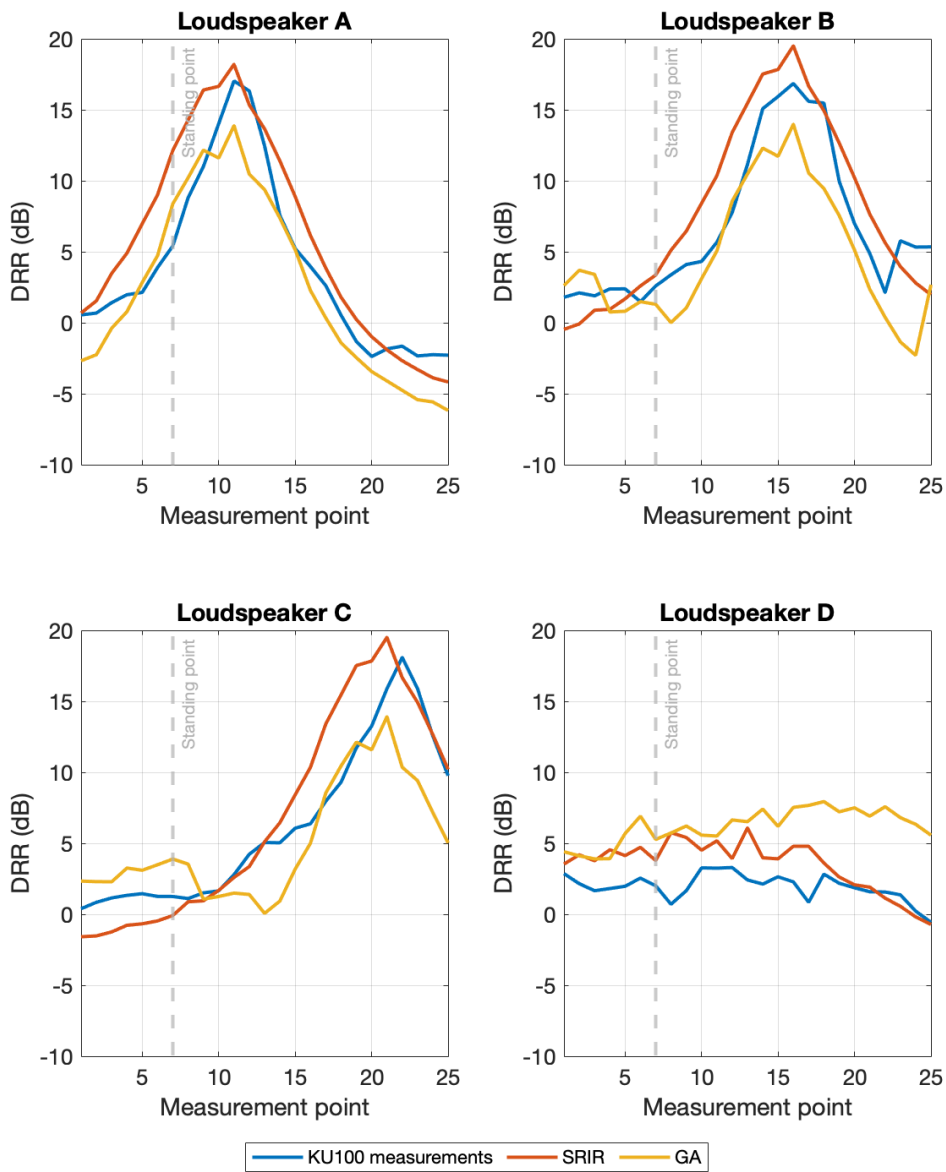 Loudspeaker A
20
15
10
5
0
-5
-10
DRR (dB)
Standing point
5 10 15 20 25
Measurement point
Loudspeaker B
20
15
10
5
0
-5
-10
DRR (dB)
Standing point
5 10 15 20 25
Measurement point
Loudspeaker C
20
15
10
5
0
-5
-10
DRR (dB)
Standing point
5 10 15 20 25
Measurement point
Loudspeaker D
20
15
10
5
0
-5
-10
DRR (dB)
Standing point
5 10 15 20 25
Measurement point
KU100 measurements SRIR GA